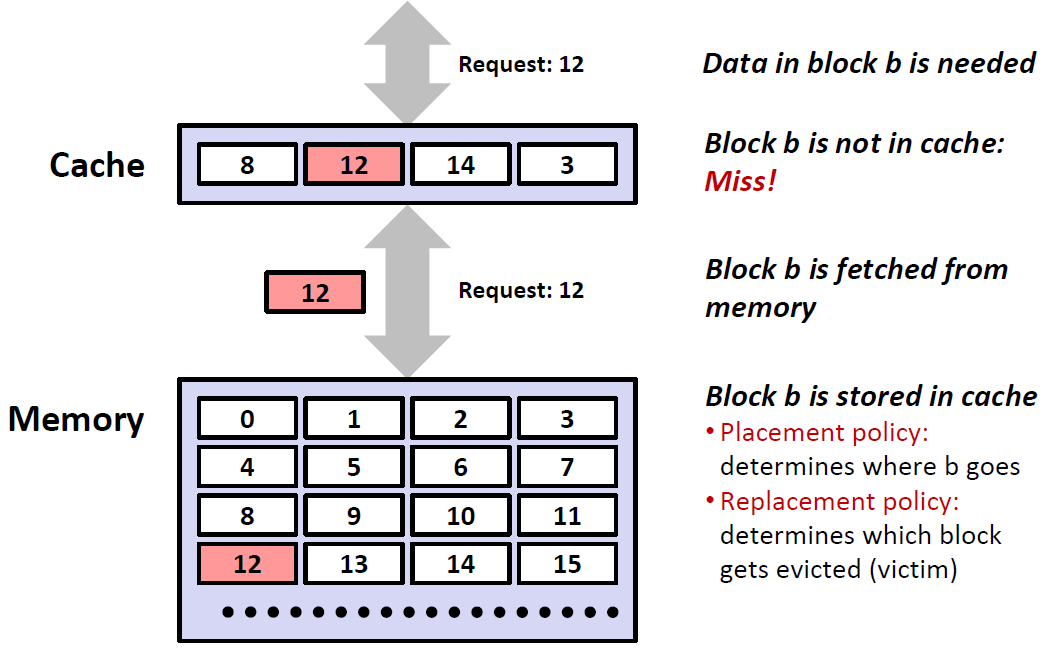 Request: 12
Data in block b is needed
Cache
8 12 14 3
Block b is not in cache:
Miss!
12
Request: 12
Block b is fetched from
memory
Memory
0 1 2 3
4 5 6 7
8 9 10 11
12 13 14 15
Block b is stored in cache
• Placement policy:
determines where b goes
• Replacement policy:
determines which block
gets evicted (victim)